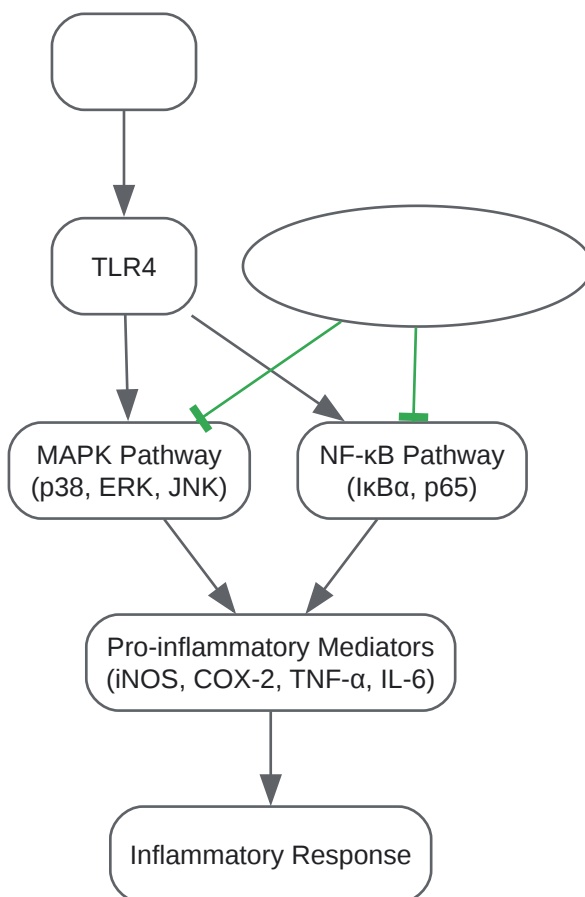 TLR4
MAPK Pathway
(p38, ERK, JNK)
NF-κB Pathway
(IκBα, p65)
Pro-inflammatory Mediators
(iNOS, COX-2, TNF-α, IL-6)
Inflammatory Response